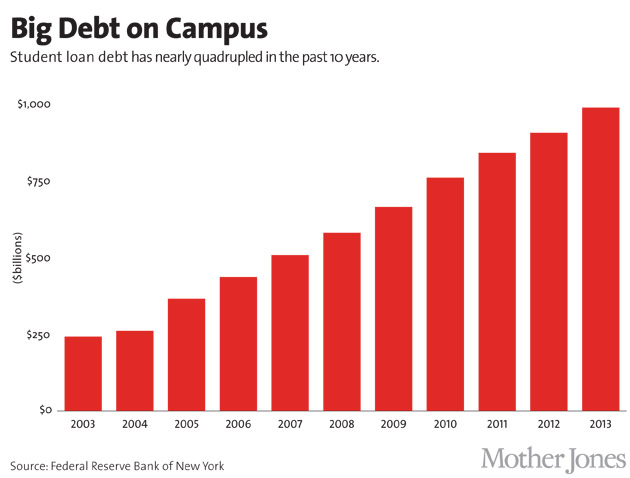 Big Debt on Campus
Student loan debt has nearly quadrupled in the past 10 years.
$1,000
$750
$500
$250
$0
($billions)
2003 2004 2005 2006 2007 2008 2009 2010 2011 2012 2013
Source: Federal Reserve Bank of New York
Mother Jones